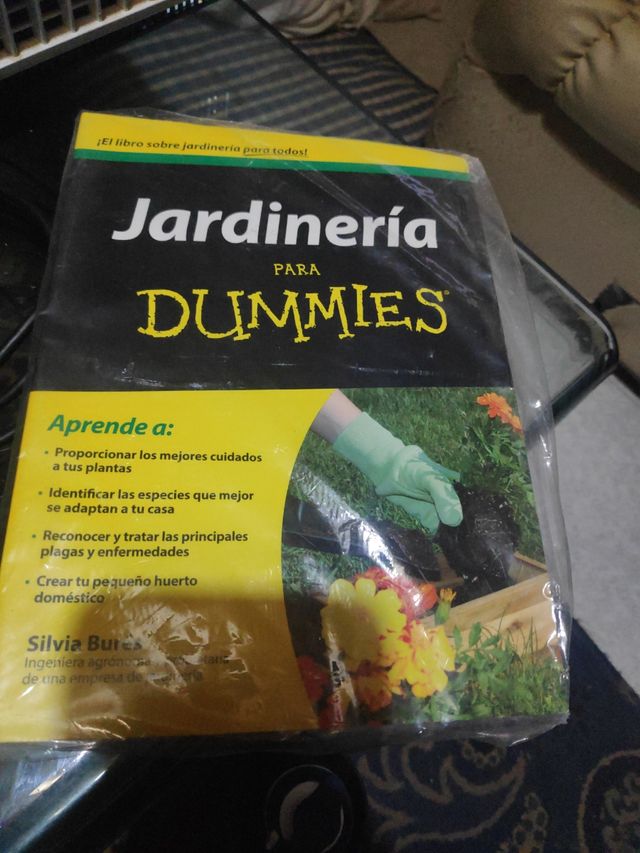 ¡El libro sobre jardinería para todos!
Jardinería
PARA
DUMMIES
Aprende a:
• Proporcionar los mejores cuidados
a tus plantas
• Identificar las especies que mejor
se adaptan a tu casa
• Reconocer y tratar las principales
plagas y enfermedades
• Crear tu pequeño huerto
doméstico
Silvia Burés
Ingeniera agrónoma
de una empresa de